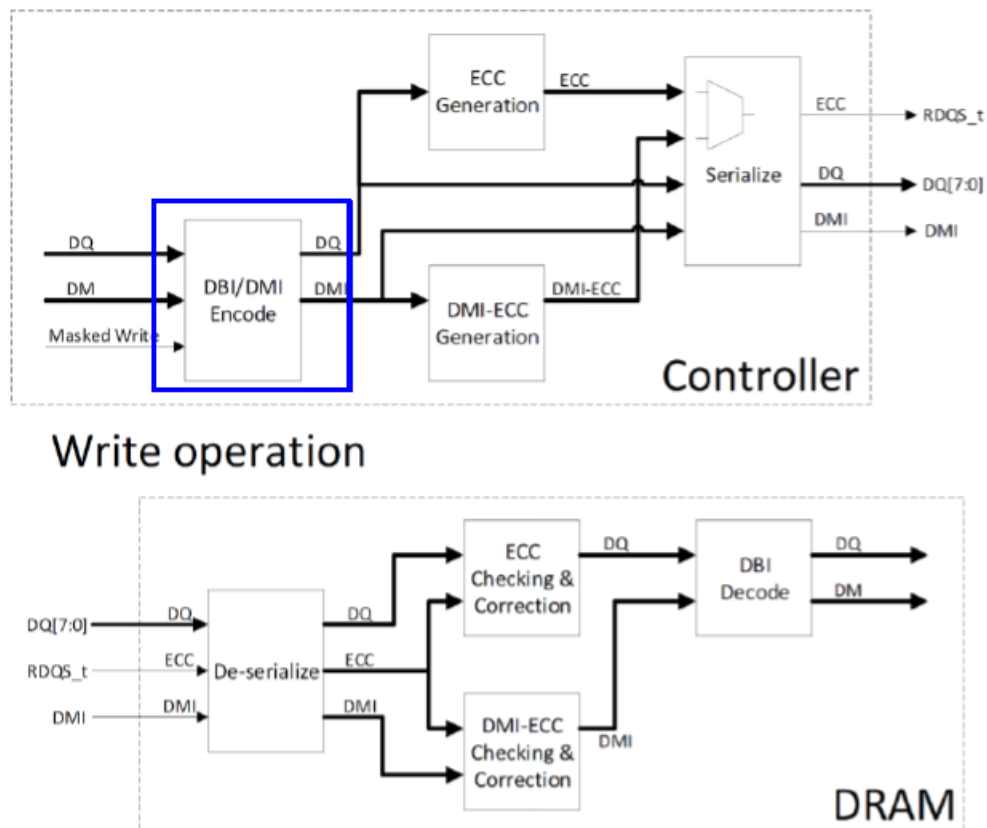 ECC
Generation
ECC
ECC
RDQS_t
Serialize
DQ
DQ[7:0]
DMI
DMI
DQ
DM
Masked Write
DBI/DMI
Encode
DQ
DMI
DMI-ECC
Generation
DMI-ECC
Controller
Write operation
DQ[7:0]
DQ
RDQS_t
ECC
DMI
DMI
De-serialize
DQ
ECC
DMI
ECC
Checking &
Correction
DQ
DMI-ECC
Checking &
Correction
DMI
DBI
Decode
DQ
DM
DRAM